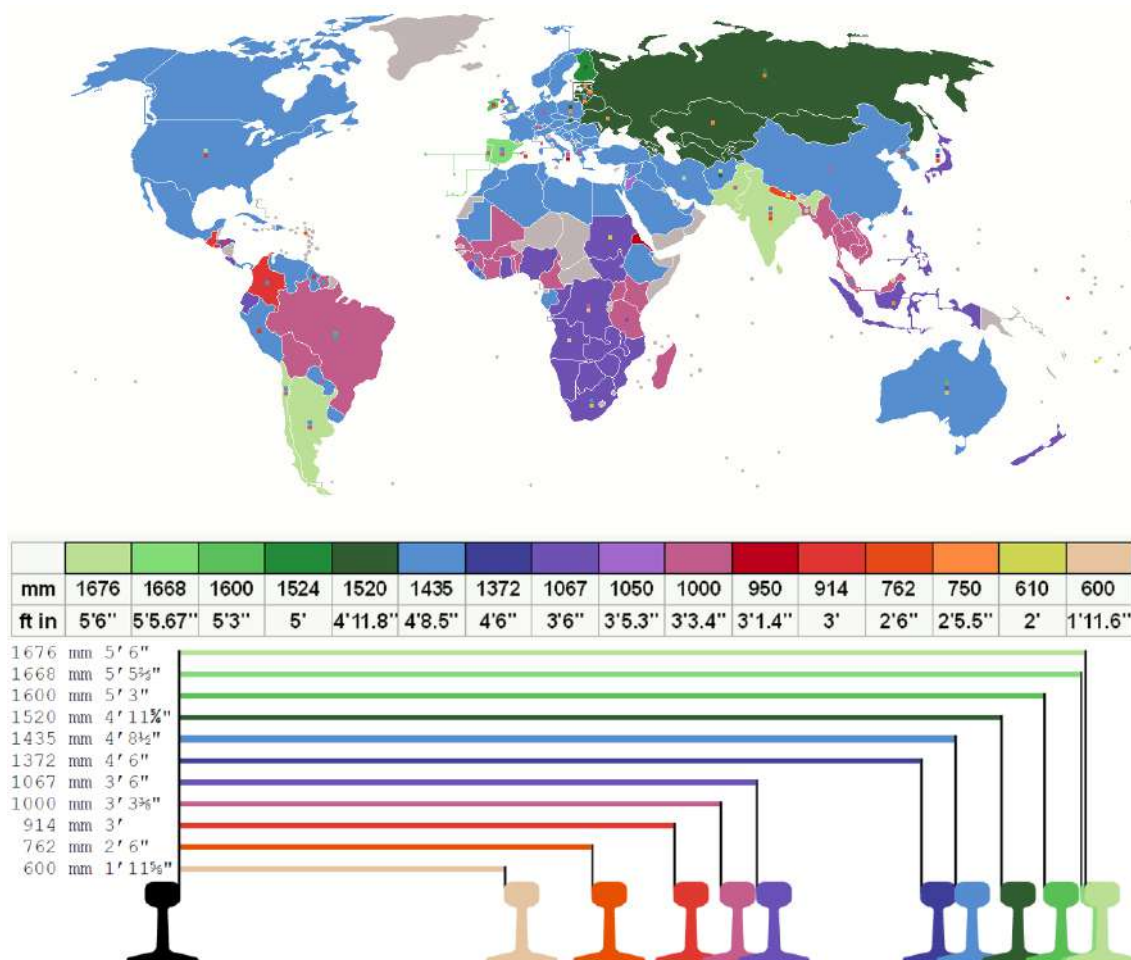 mm 1676 1668 1600 1524 1520 1435 1372 1067 1050 1000 950 914 762 750 610 600
ft in 5'6" 5'5.67" 5'3" 5' 4'11.8" 4'8.5" 4'6" 3'6" 3'5.3" 3'3.4" 3'1.4" 3' 2'6" 2'5.5" 2' 1'11.6"
1676 mm 5' 6"
1668 mm 5' 5⅔"
1600 mm 5' 3"
1520 mm 4' 11⅚"
1435 mm 4' 8½"
1372 mm 4' 6"
1067 mm 3' 6"
1000 mm 3' 3⅜"
914 mm 3'
762 mm 2' 6"
600 mm 1' 11⅝"